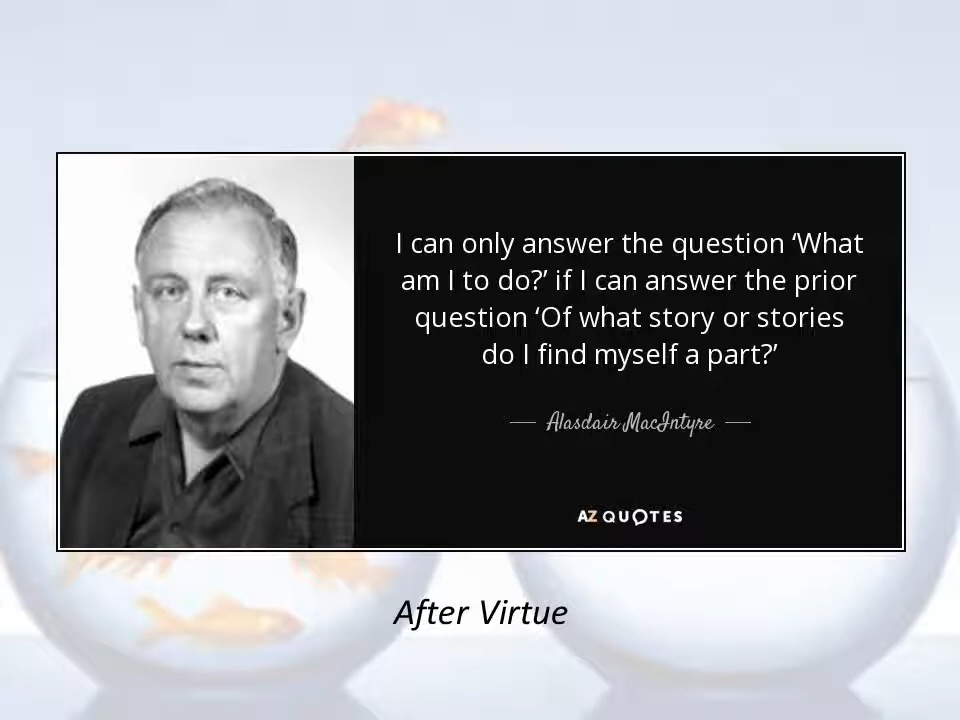 I can only answer the question ‘What
am I to do?’ if I can answer the prior
question ‘Of what story or stories
do I find myself a part?’
Alasdair MacIntyre
AZ QUOTES
After Virtue